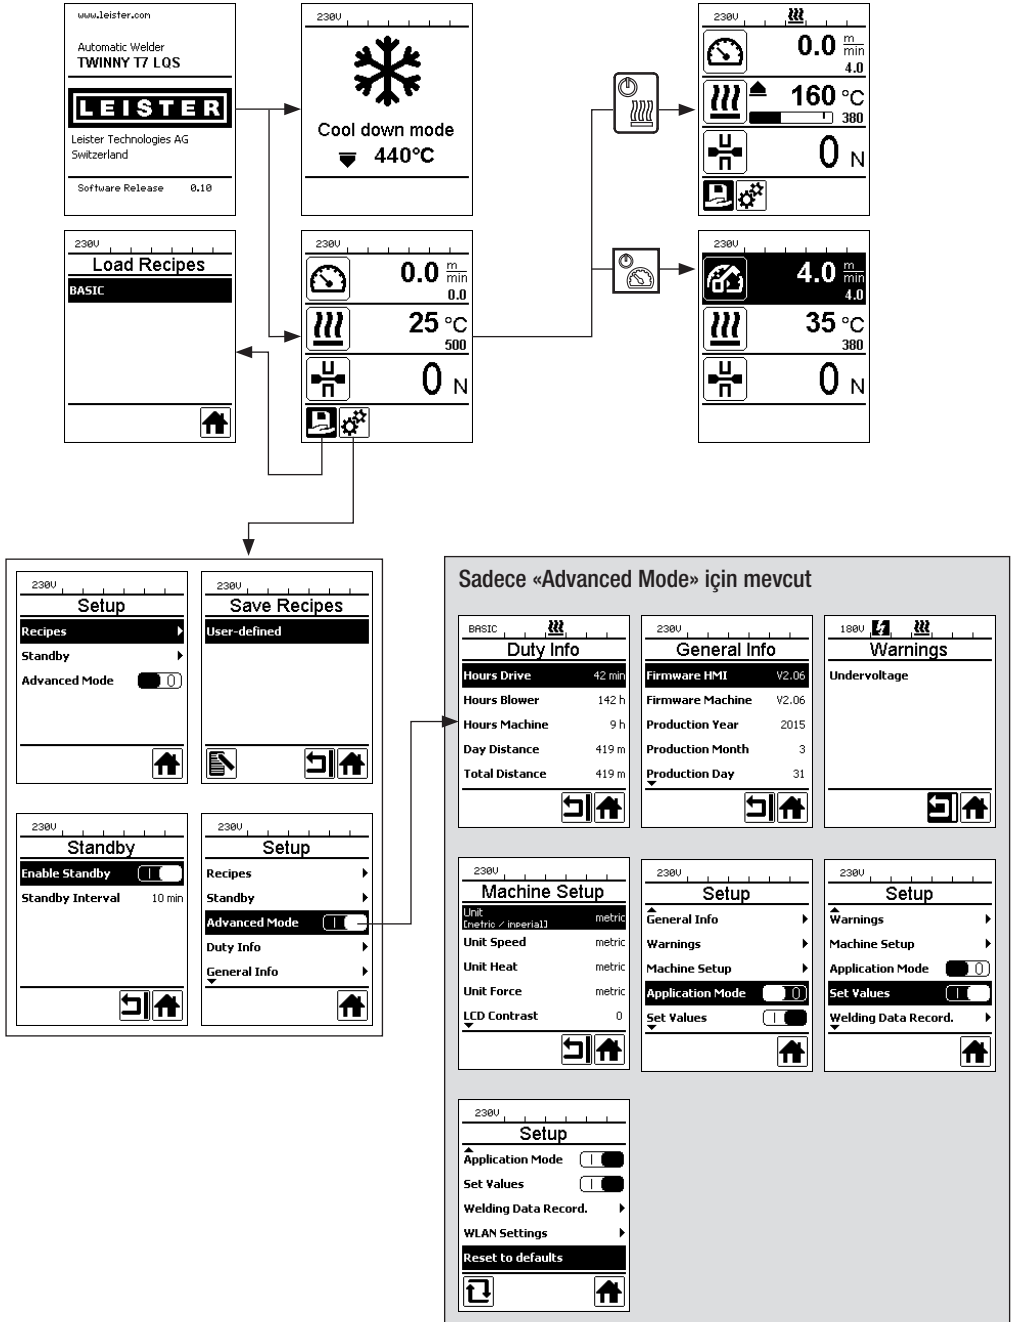 www.leister.com
Automatic Welder
TWINNY T7 LQS
LEISTER
Leister Technologies AG
Switzerland
Software Release 0.10
230V
Cool down mode
440°C
230V
0.0 m/min
4.0
160 °C
380
0 N
230V
Load Recipes
BASIC
230V
0.0 m/min
0.0
25 °C
500
0 N
230V
4.0 m/min
4.0
35 °C
380
0 N
230V
Setup
Recipes
Standby
Advanced Mode 0
230V
Save Recipes
User-defined
230V
Standby
Enable Standby I
Standby Interval 10 min
230V
Setup
Recipes
Standby
Advanced Mode I
Duty Info
General Info
Sadece «Advanced Mode» için mevcut
BASIC
Duty Info
Hours Drive 42 min
Hours Blower 142 h
Hours Machine 9 h
Day Distance 419 m
Total Distance 419 m
230V
General Info
Firmware HMI V2.06
Firmware Machine V2.06
Production Year 2015
Production Month 3
Production Day 31
180V
Warnings
Undervoltage
230V
Machine Setup
Unit metric
[metric / inperial]
Unit Speed metric
Unit Heat metric
Unit Force metric
LCD Contrast 0
230V
Setup
General Info
Warnings
Machine Setup
Application Mode 0
Set Values I
230V
Setup
Warnings
Machine Setup
Application Mode 0
Set Values I
Welding Data Record.
230V
Setup
Application Mode I
Set Values I
Welding Data Record.
WLAN Settings
Reset to defaults